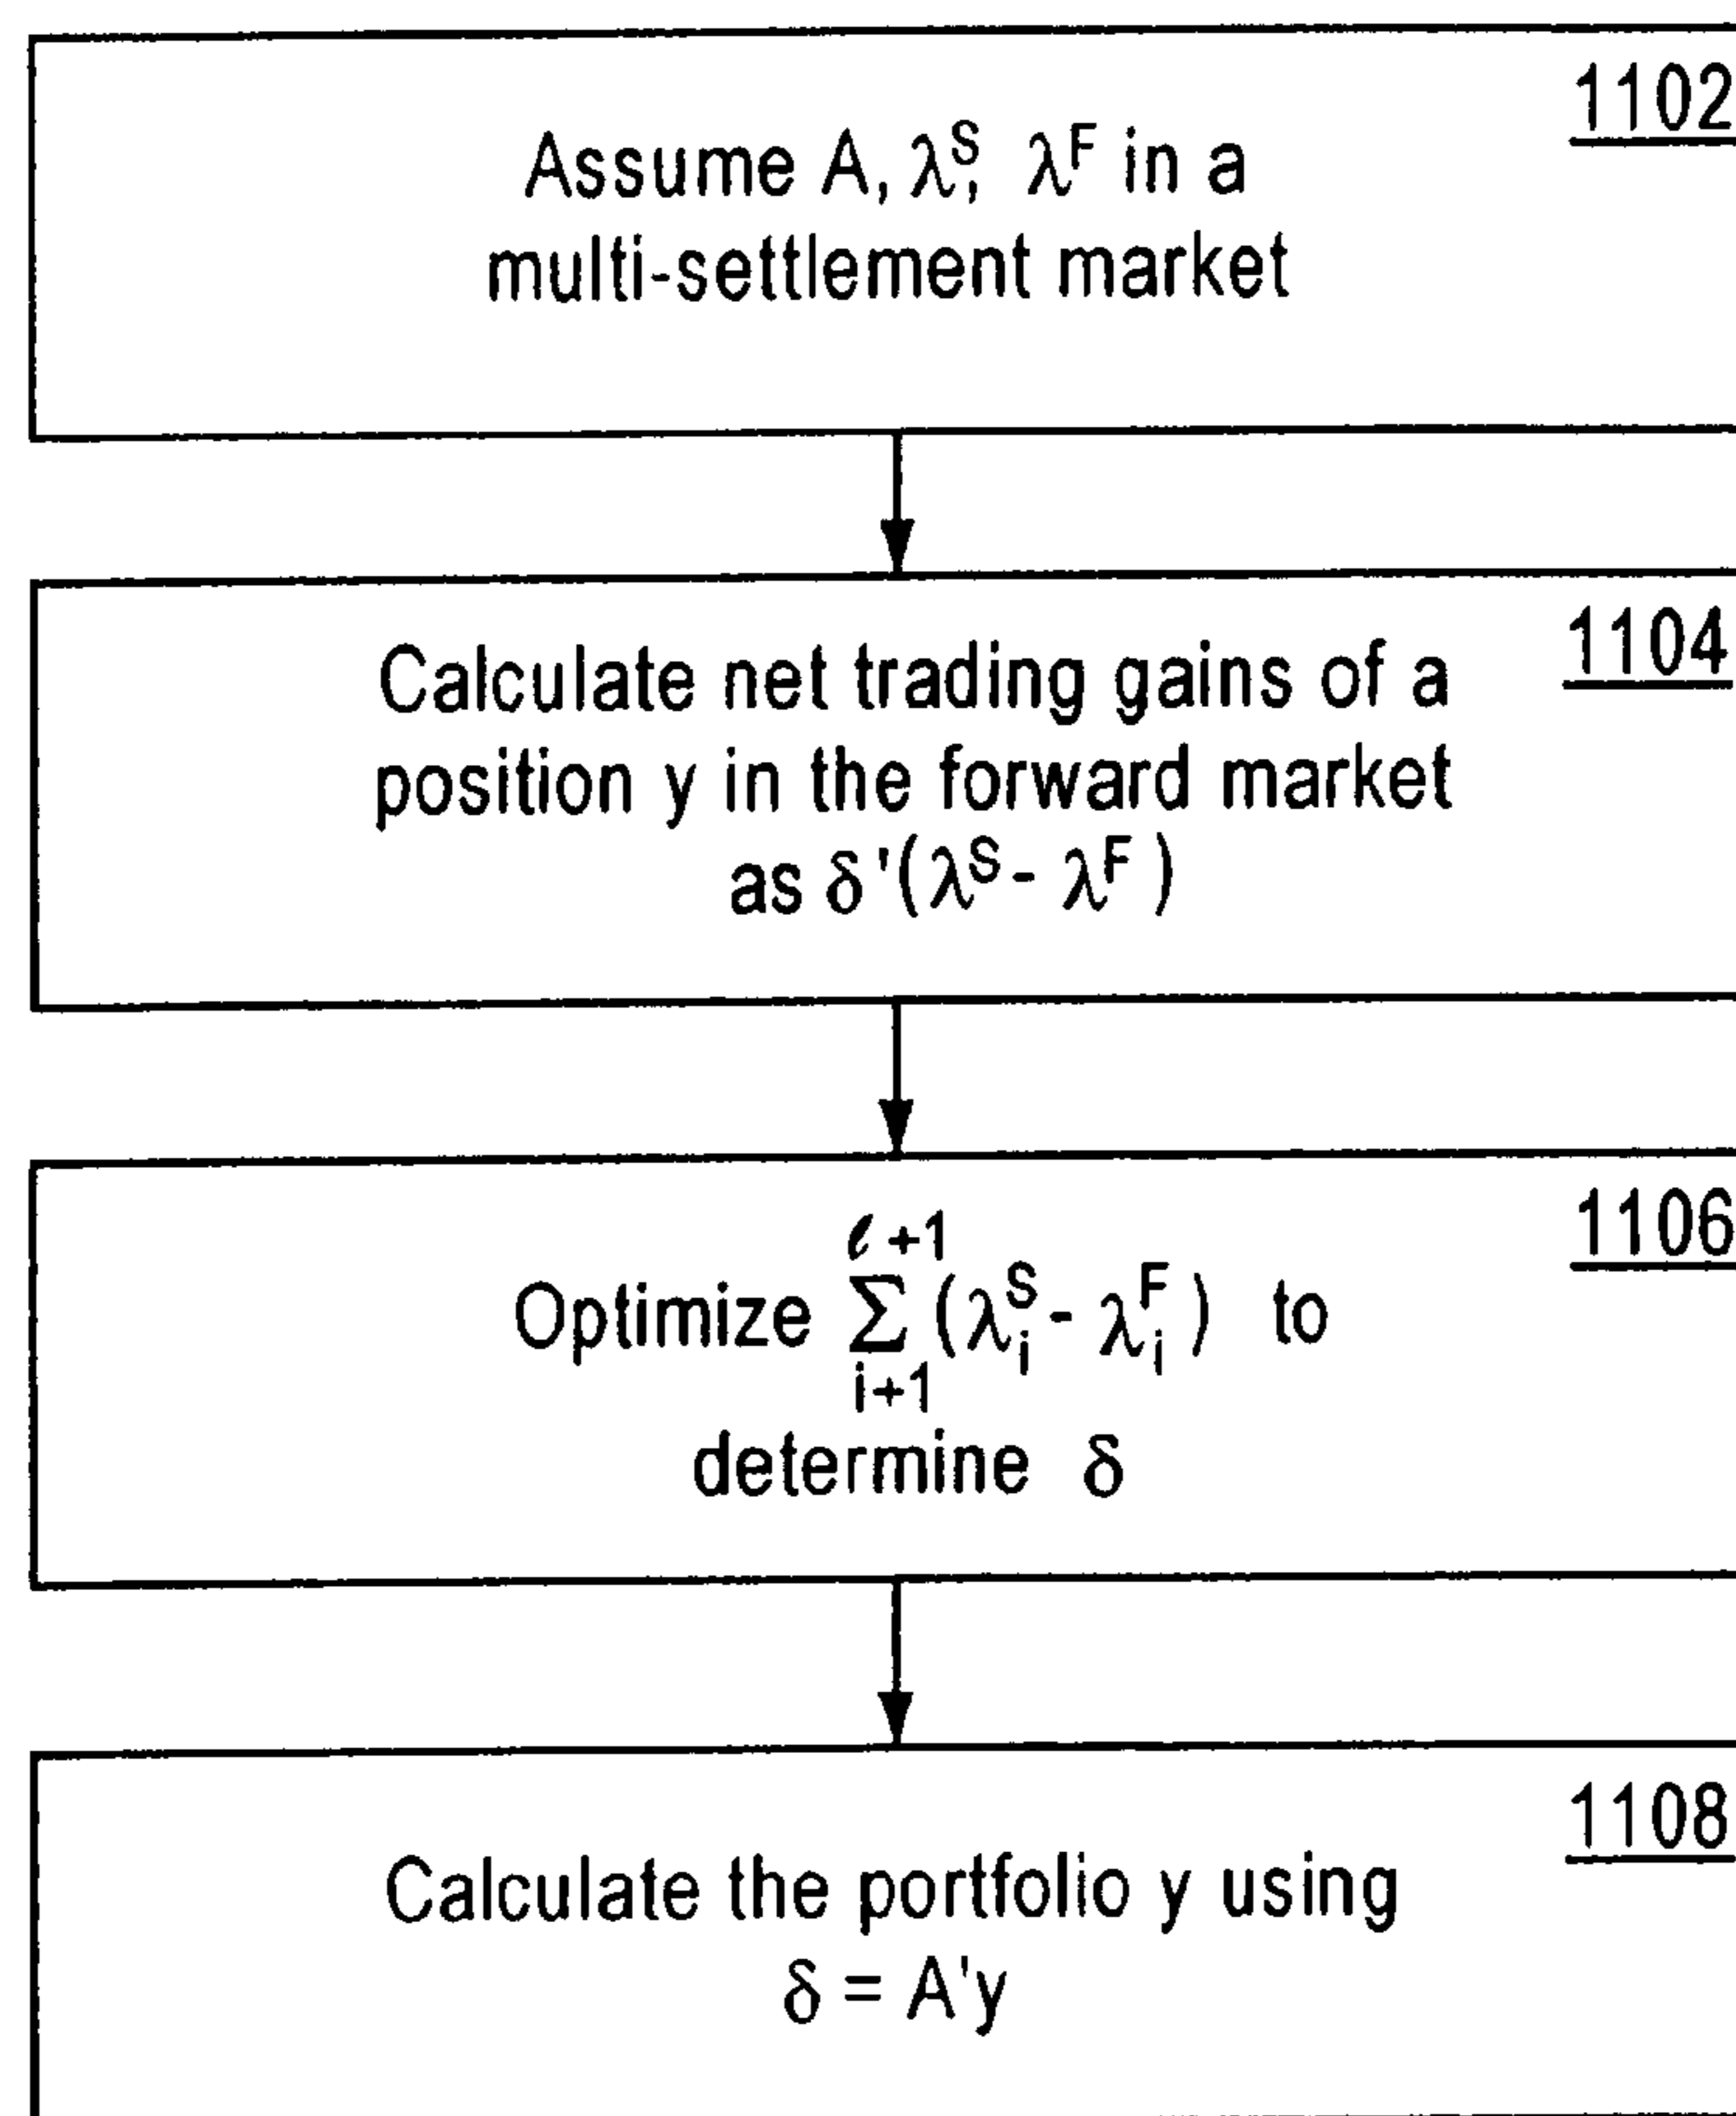 1102
Assume A, λ^S, λ^F in a
multi-settlement market
1104
Calculate net trading gains of a
position y in the forward market
as δ'(λ^S - λ^F)
1106
ℓ+1
Optimize Σ (λ_i^S - λ_i^F) to
i+1
determine δ
1108
Calculate the portfolio y using
δ = A'y